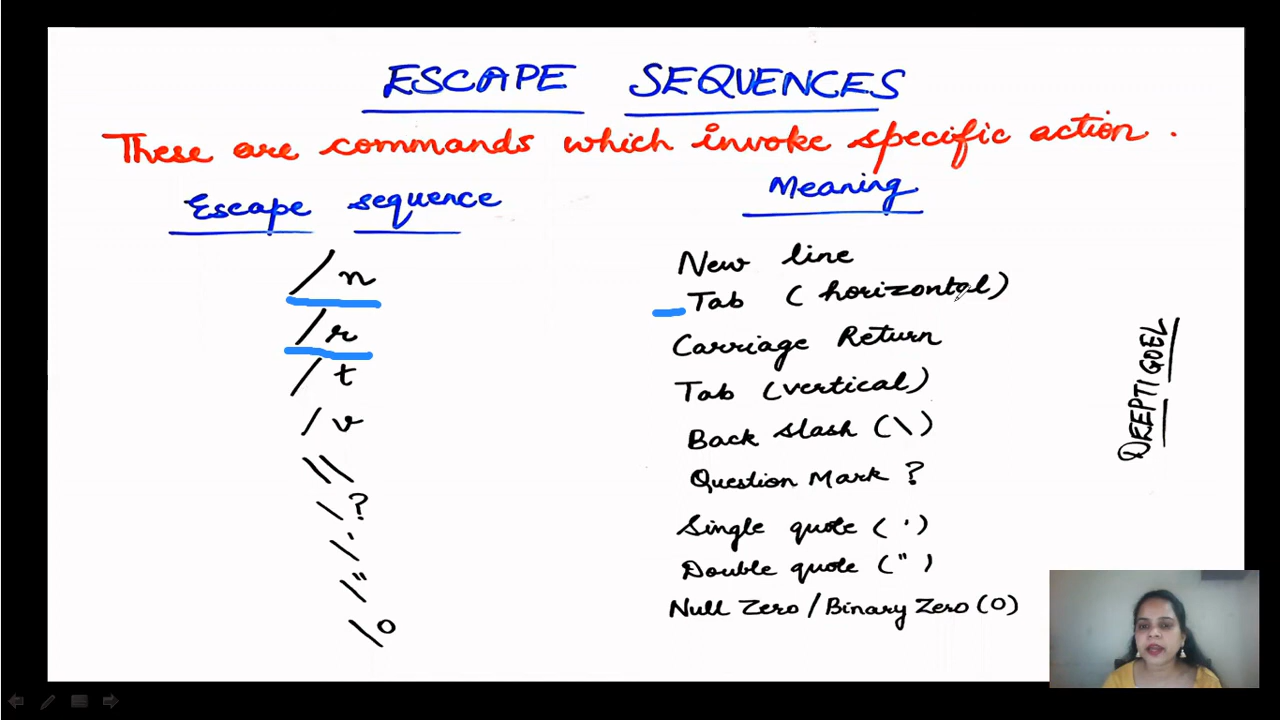 ESCAPE SEQUENCES
These are commands which invoke specific action .
Escape sequence Meaning
/n New line
/r Tab (horizontal)
/t Carriage Return
/v Tab (vertical)
\\ Back slash (\)
\? Question Mark ?
\' Single quote (')
\" Double quote (")
\0 Null Zero / Binary Zero (0)
DEEPTI GOEL